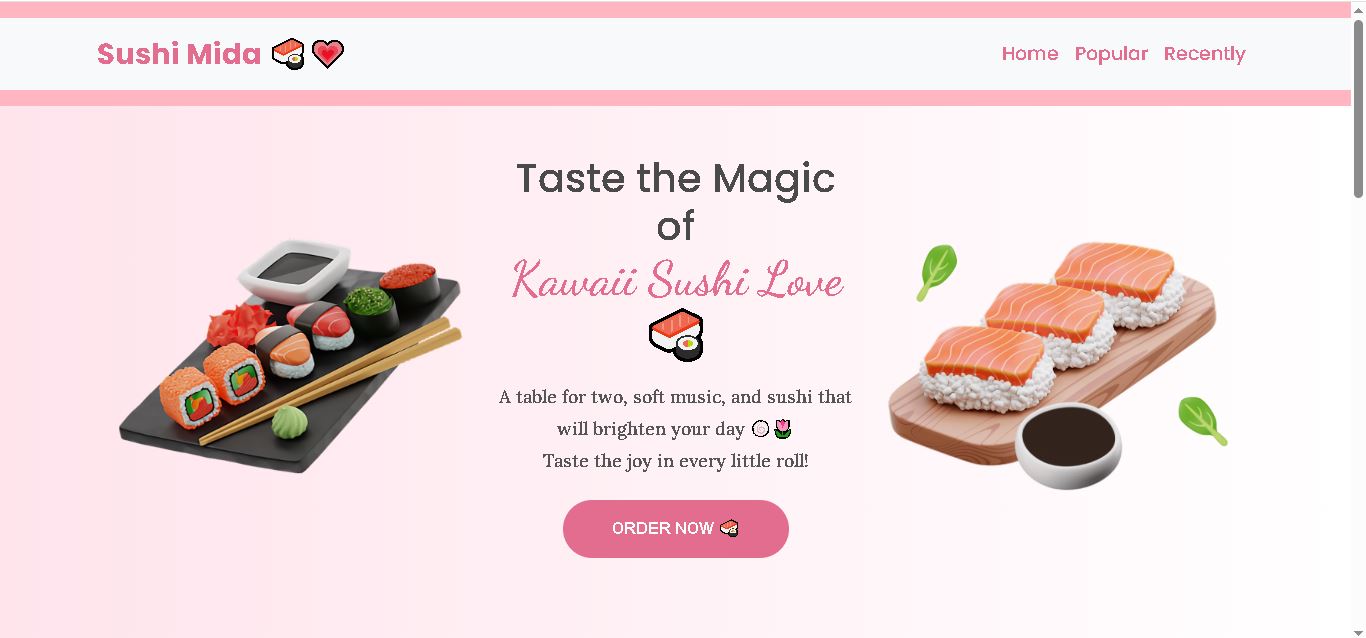 Sushi Mida 🍣💗
Home Popular Recently
Taste the Magic
of
Kawaii Sushi Love
🍣
A table for two, soft music, and sushi that
will brighten your day 🍥🌷
Taste the joy in every little roll!
ORDER NOW 🍣